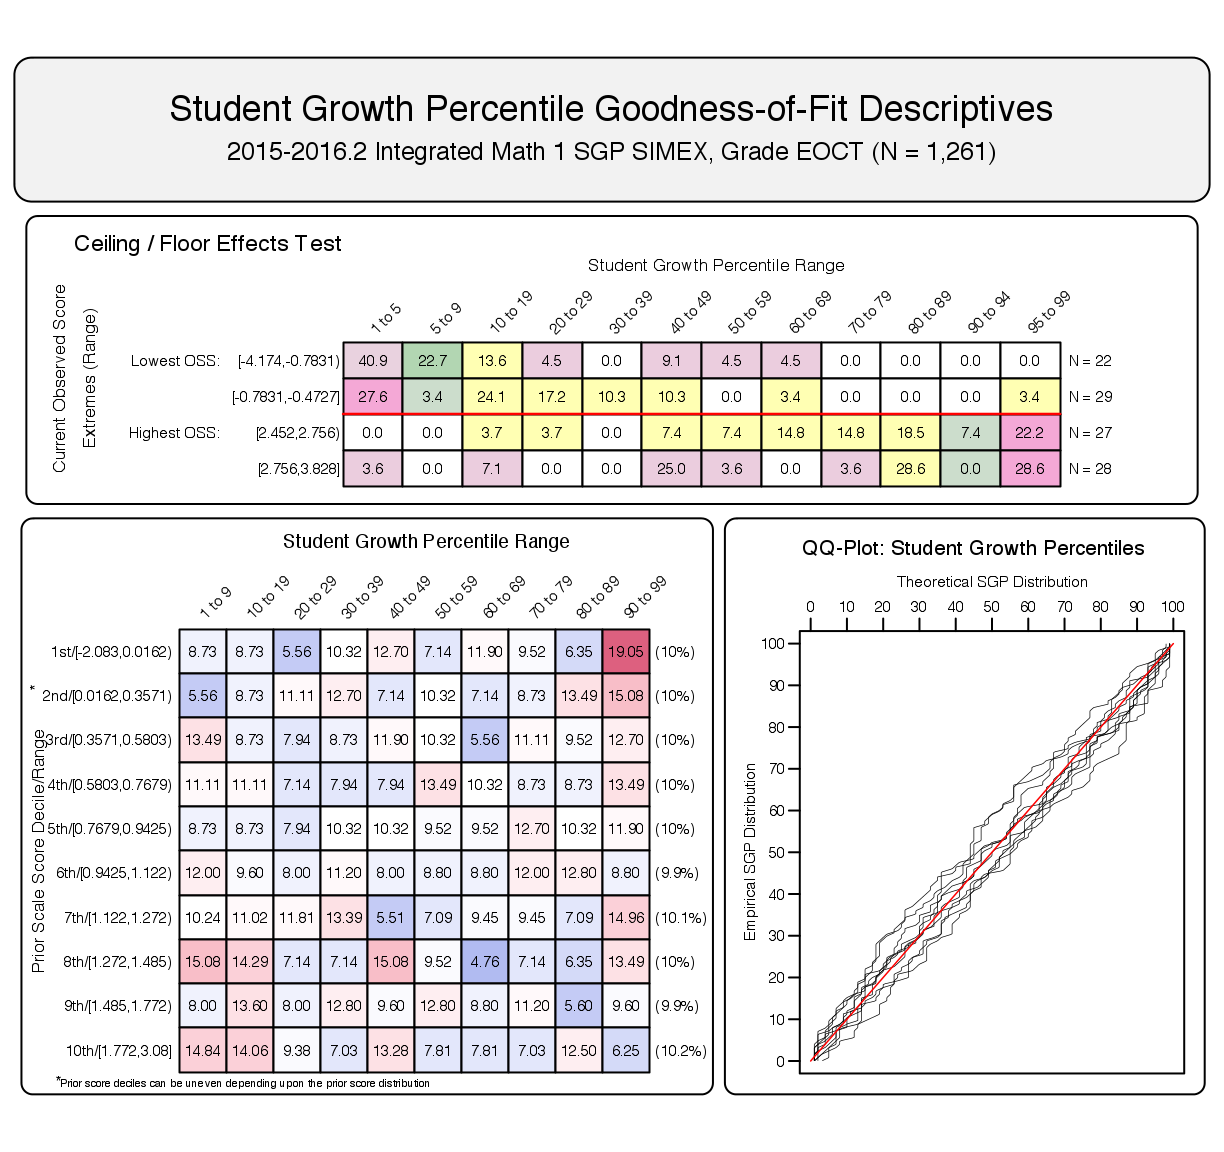 Student Growth Percentile Goodness-of-Fit Descriptives
2015-2016.2 Integrated Math 1 SGP SIMEX, Grade EOCT (N = 1,261)
Ceiling / Floor Effects Test
Student Growth Percentile Range
1 to 5 5 to 9 10 to 19 20 to 29 30 to 39 40 to 49 50 to 59 60 to 69 70 to 79 80 to 89 90 to 94 95 to 99
Current Observed Score
Extremes (Range)
Lowest OSS: [-4.174,-0.7831) 40.9 22.7 13.6 4.5 0.0 9.1 4.5 4.5 0.0 0.0 0.0 0.0 N = 22
[-0.7831,-0.4727) 27.6 3.4 24.1 17.2 10.3 10.3 0.0 3.4 0.0 0.0 0.0 3.4 N = 29
Highest OSS: [2.452,2.756) 0.0 0.0 3.7 3.7 0.0 7.4 7.4 14.8 14.8 18.5 7.4 22.2 N = 27
[2.756,3.828] 3.6 0.0 7.1 0.0 0.0 25.0 3.6 0.0 3.6 28.6 0.0 28.6 N = 28
Student Growth Percentile Range
1 to 9 10 to 19 20 to 29 30 to 39 40 to 49 50 to 59 60 to 69 70 to 79 80 to 89 90 to 99
* Prior Scale Score Decile/Range
1st/[-2.083,0.0162) 8.73 8.73 5.56 10.32 12.70 7.14 11.90 9.52 6.35 19.05 (10%)
2nd/[0.0162,0.3571) 5.56 8.73 11.11 12.70 7.14 10.32 7.14 8.73 13.49 15.08 (10%)
3rd/[0.3571,0.5803) 13.49 8.73 7.94 8.73 11.90 10.32 5.56 11.11 9.52 12.70 (10%)
4th/[0.5803,0.7679) 11.11 11.11 7.14 7.94 7.94 13.49 10.32 8.73 8.73 13.49 (10%)
5th/[0.7679,0.9425) 8.73 8.73 7.94 10.32 10.32 9.52 9.52 12.70 10.32 11.90 (10%)
6th/[0.9425,1.122) 12.00 9.60 8.00 11.20 8.00 8.80 8.80 12.00 12.80 8.80 (9.9%)
7th/[1.122,1.272) 10.24 11.02 11.81 13.39 5.51 7.09 9.45 9.45 7.09 14.96 (10.1%)
8th/[1.272,1.485) 15.08 14.29 7.14 7.14 15.08 9.52 4.76 7.14 6.35 13.49 (10%)
9th/[1.485,1.772) 8.00 13.60 8.00 12.80 9.60 12.80 8.80 11.20 5.60 9.60 (9.9%)
10th/[1.772,3.08] 14.84 14.06 9.38 7.03 13.28 7.81 7.81 7.03 12.50 6.25 (10.2%)
*Prior score deciles can be uneven depending upon the prior score distribution
QQ-Plot: Student Growth Percentiles
Theoretical SGP Distribution
0 10 20 30 40 50 60 70 80 90 100
Empirical SGP Distribution
100
90
80
70
60
50
40
30
20
10
0